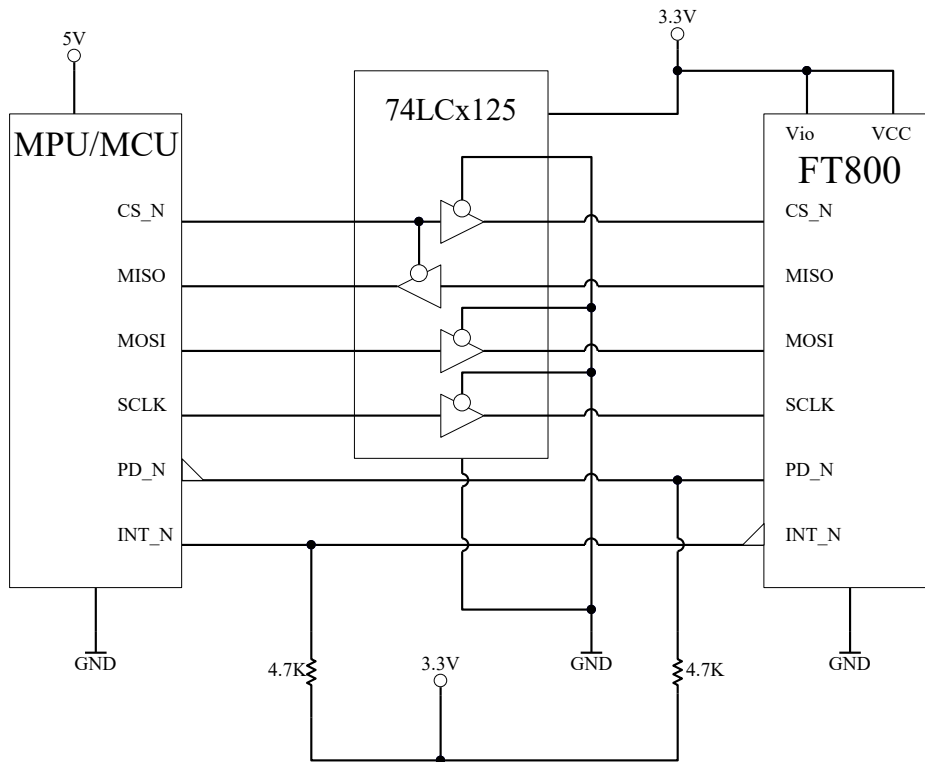 3.3V
5V
74LCx125
MPU/MCU
Vio
VCC
FT800
CS_N
CS_N
MISO
MISO
MOSI
MOSI
SCLK
SCLK
PD_N
PD_N
INT_N
INT_N
GND
GND
GND
4.7K
3.3V
4.7K